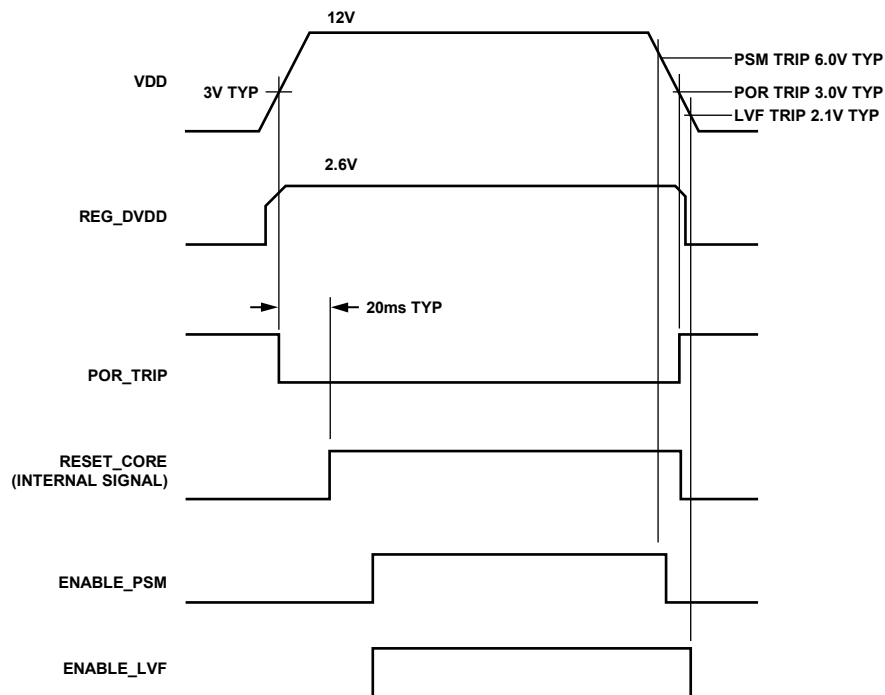 12V
VDD
3V TYP
PSM TRIP 6.0V TYP
POR TRIP 3.0V TYP
LVF TRIP 2.1V TYP
2.6V
REG_DVDD
20ms TYP
POR_TRIP
RESET_CORE
(INTERNAL SIGNAL)
ENABLE_PSM
ENABLE_LVF